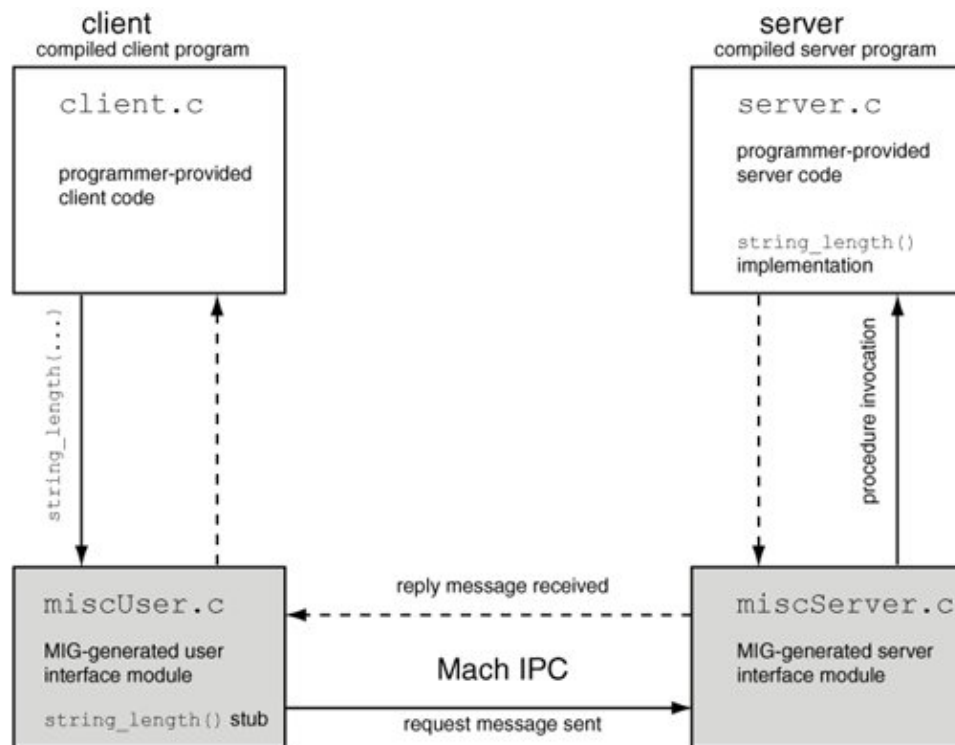 client
compiled client program
client.c
programmer-provided
client code
server
compiled server program
server.c
programmer-provided
server code
string_length()
implementation
string_length(...)
procedure invocation
miscUser.c
MIG-generated user
interface module
string_length() stub
reply message received
Mach IPC
request message sent
miscServer.c
MIG-generated server
interface module